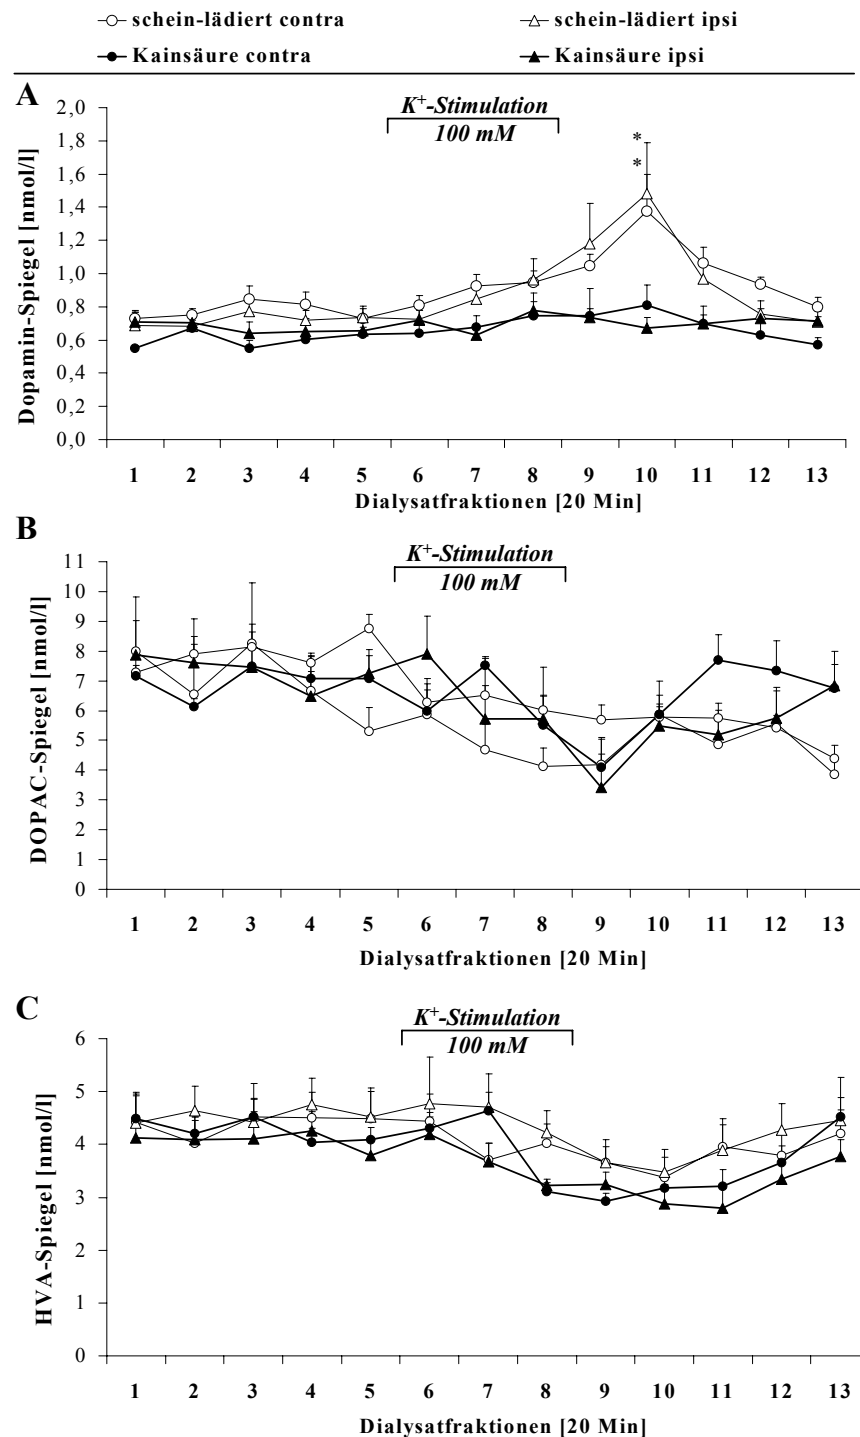 schein-lädiert contra schein-lädiert ipsi
Kainsäure contra Kainsäure ipsi
A
K+-Stimulation
100 mM
Dopamin-Spiegel [nmol/l]
2,0
1,8
1,6
1,4
1,2
1,0
0,8
0,6
0,4
0,2
0,0
*
*
1 2 3 4 5 6 7 8 9 10 11 12 13
Dialysatfraktionen [20 Min]
B
K+-Stimulation
100 mM
DOPAC-Spiegel [nmol/l]
11
10
9
8
7
6
5
4
3
2
1
0
1 2 3 4 5 6 7 8 9 10 11 12 13
Dialysatfraktionen [20 Min]
C
K+-Stimulation
100 mM
HVA-Spiegel [nmol/l]
6
5
4
3
2
1
0
1 2 3 4 5 6 7 8 9 10 11 12 13
Dialysatfraktionen [20 Min]